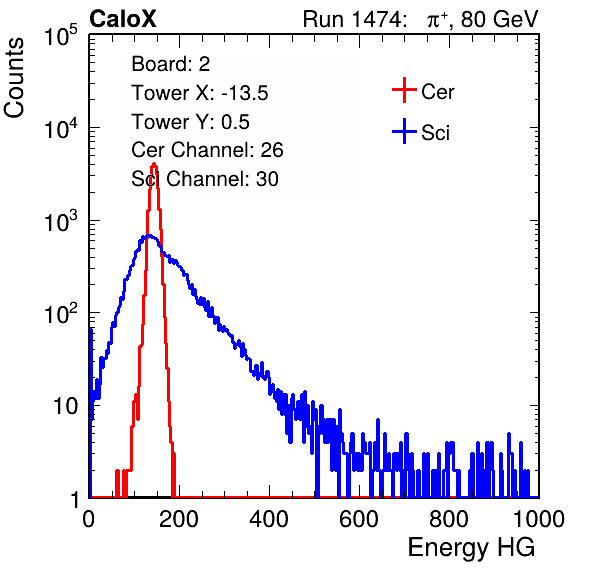 CaloX Run 1474: π⁺, 80 GeV
Counts
10⁵
10⁴
10³
10²
10
1
Board: 2
Tower X: -13.5
Tower Y: 0.5
Cer Channel: 26
Sci Channel: 30
Cer
Sci
0 200 400 600 800 1000
Energy HG